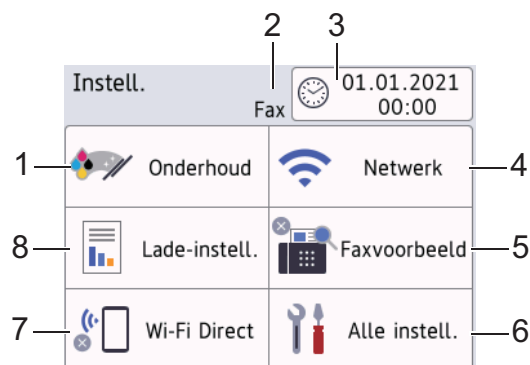 2 3
Instell. 01.01.2021
Fax 00:00
1 Onderhoud Netwerk 4
8 Lade-instell. Faxvoorbeeld 5
7 Wi-Fi Direct Alle instell. 6